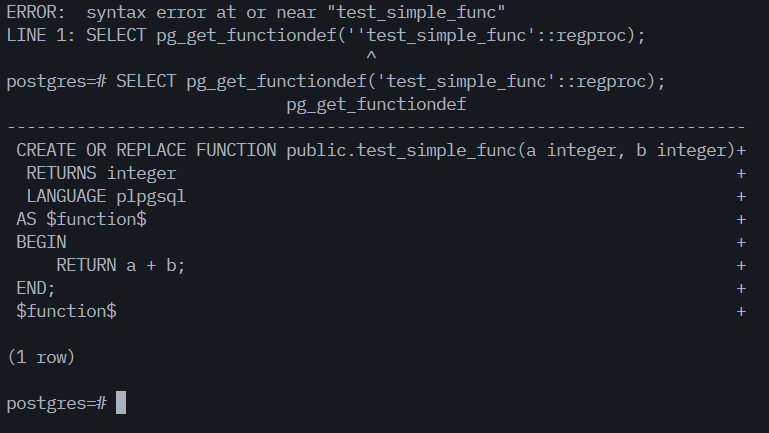 ERROR:  syntax error at or near "test_simple_func"
LINE 1: SELECT pg_get_functiondef(''test_simple_func'::regproc);
                                    ^
postgres=# SELECT pg_get_functiondef('test_simple_func'::regproc);
                            pg_get_functiondef
--------------------------------------------------------------------------
 CREATE OR REPLACE FUNCTION public.test_simple_func(a integer, b integer)+
  RETURNS integer                                                        +
  LANGUAGE plpgsql                                                       +
 AS $function$                                                           +
 BEGIN                                                                   +
     RETURN a + b;                                                       +
 END;                                                                    +
 $function$                                                              +

(1 row)

postgres=#